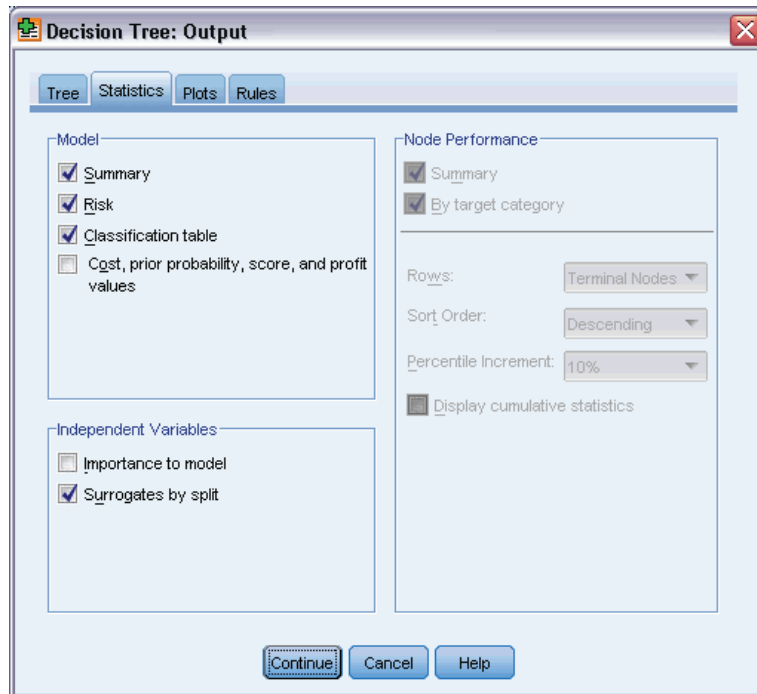 Decision Tree: Output
Tree
Statistics
Plots
Rules
Model
Summary
Risk
Classification table
Cost, prior probability, score, and profit
values
Independent Variables
Importance to model
Surrogates by split
Node Performance
Summary
By target category
Rows:
Terminal Nodes
Sort Order:
Descending
Percentile Increment:
10%
Display cumulative statistics
Continue
Cancel
Help